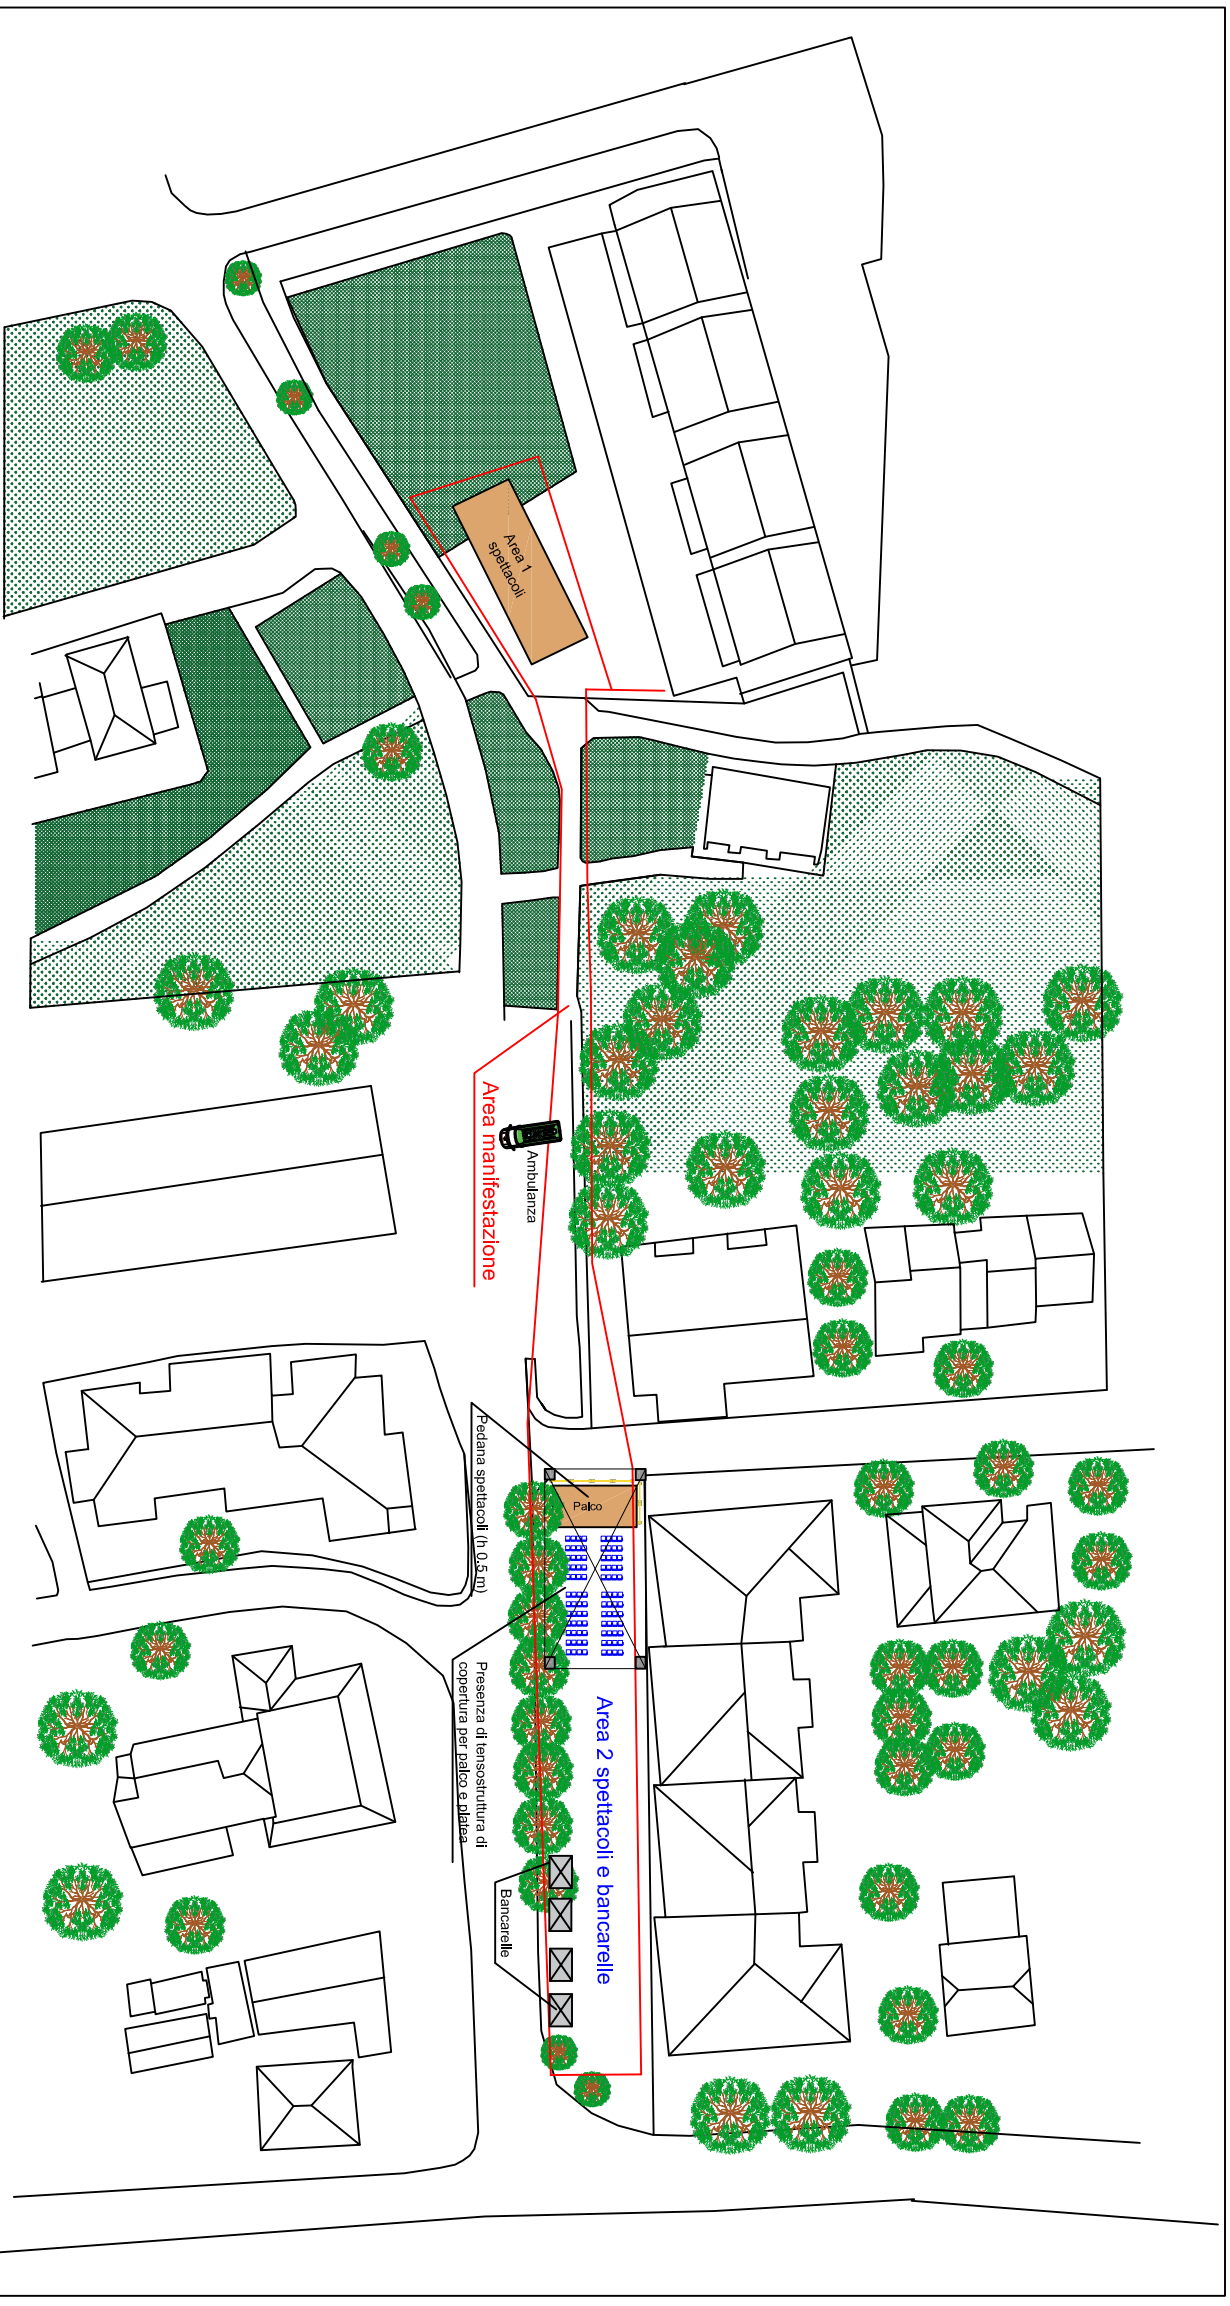 Area 1
spettacoli
Area manifestazione
Ambulanza
Pedana spettacoli (h 0.5 m)
Palco
Presenza di tensostruttura di
copertura per palco e platea
Area 2 spettacoli e bancarelle
Bancarelle